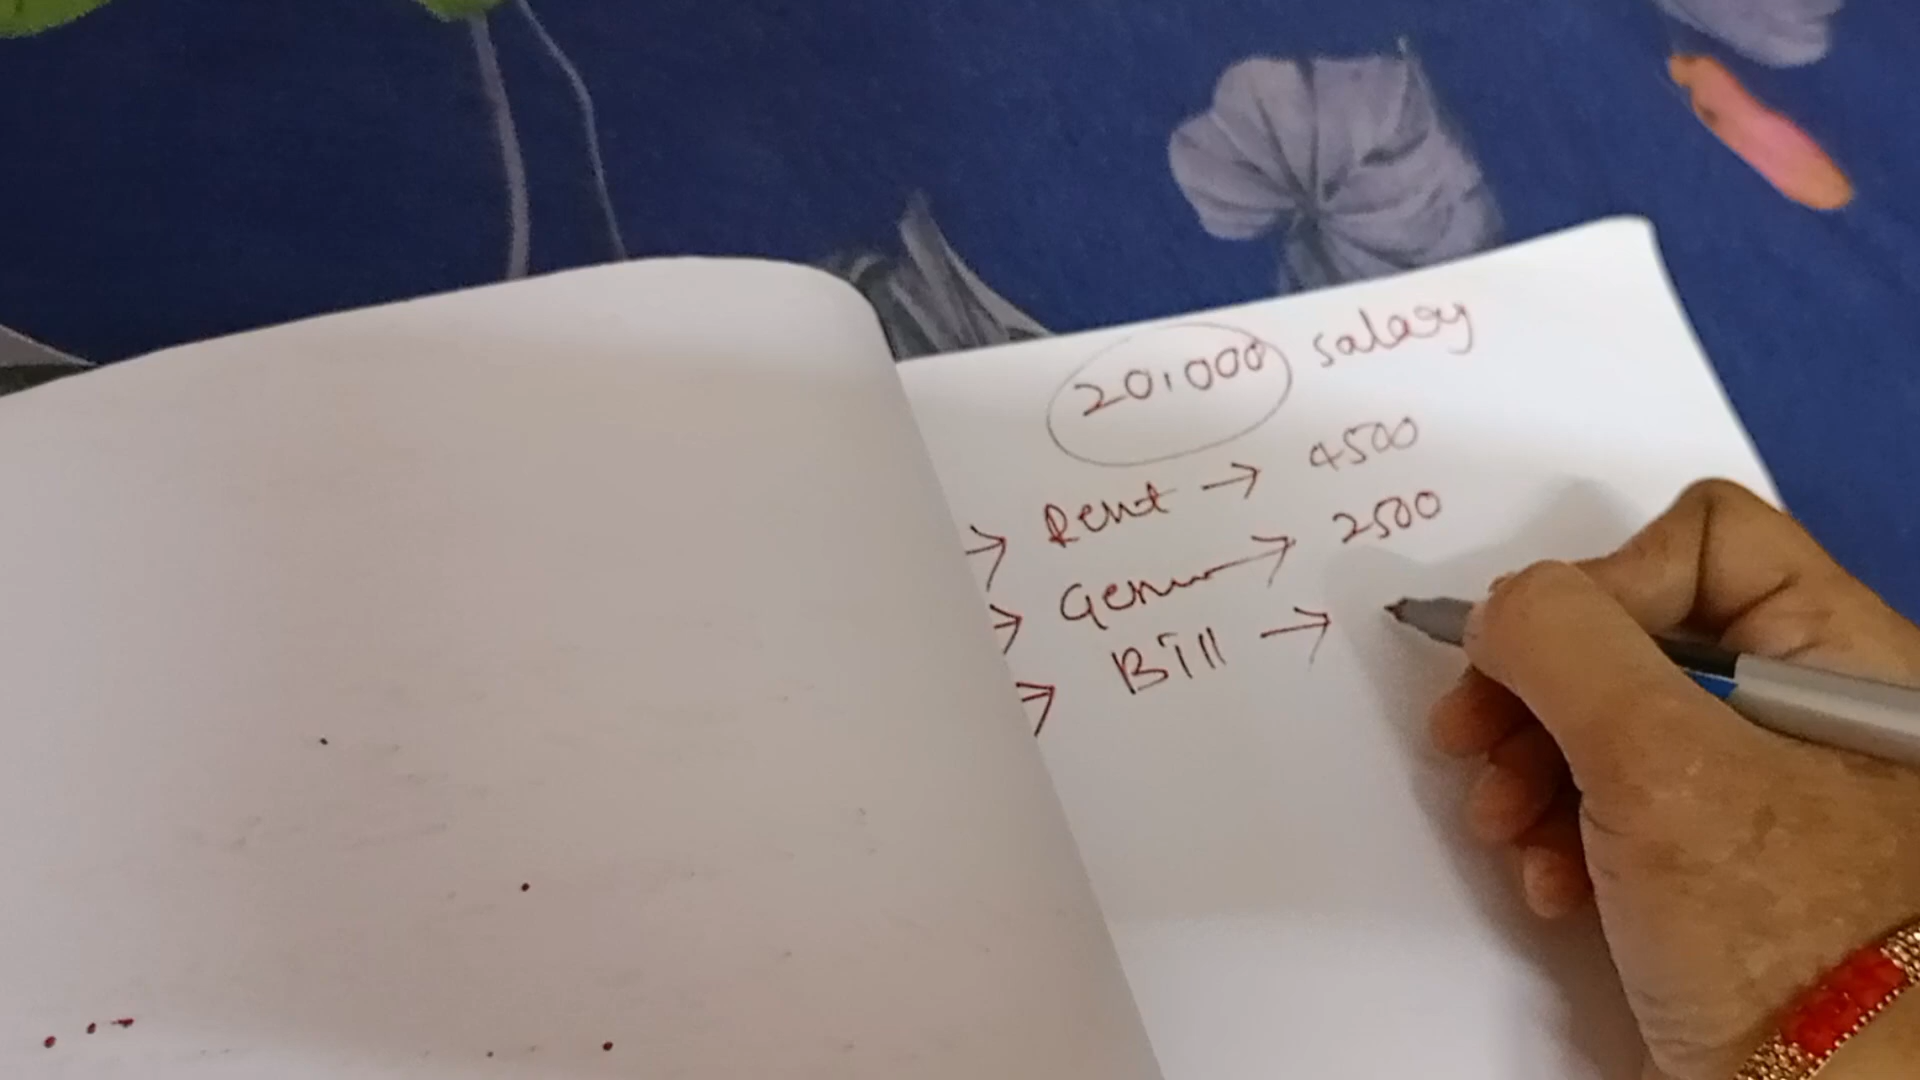 20,000 salary
→ Rent → 4500
→ → 2500
→ Bill →